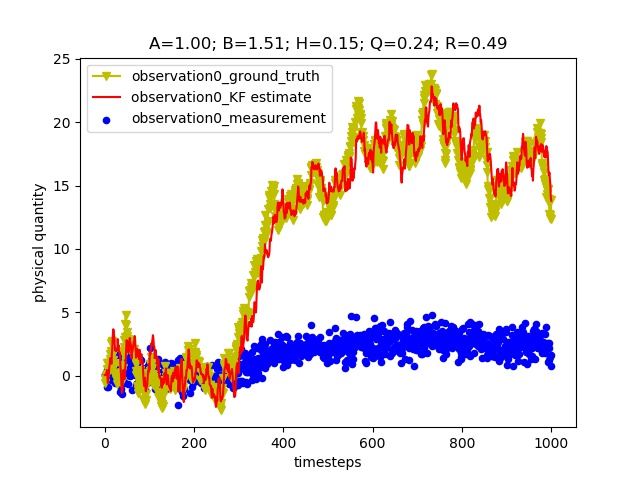 A=1.00; B=1.51; H=0.15; Q=0.24; R=0.49
observation0_ground_truth
observation0_KF estimate
observation0_measurement
25
20
15
10
5
0
physical quantity
0 200 400 600 800 1000
timesteps